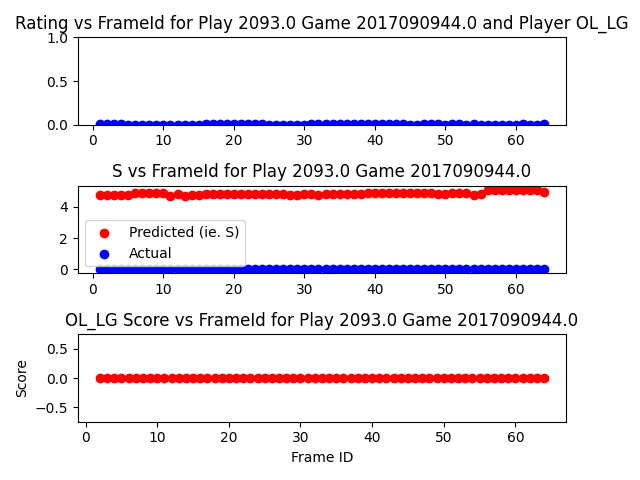 Rating vs FrameId for Play 2093.0 Game 2017090944.0 and Player OL_LG
1.0
0.5
0.0
0 10 20 30 40 50 60
S vs FrameId for Play 2093.0 Game 2017090944.0
4
2
0
Predicted (ie. S)
Actual
0 10 20 30 40 50 60
OL_LG Score vs FrameId for Play 2093.0 Game 2017090944.0
Score
0.5
0.0
−0.5
0 10 20 30 40 50 60
Frame ID